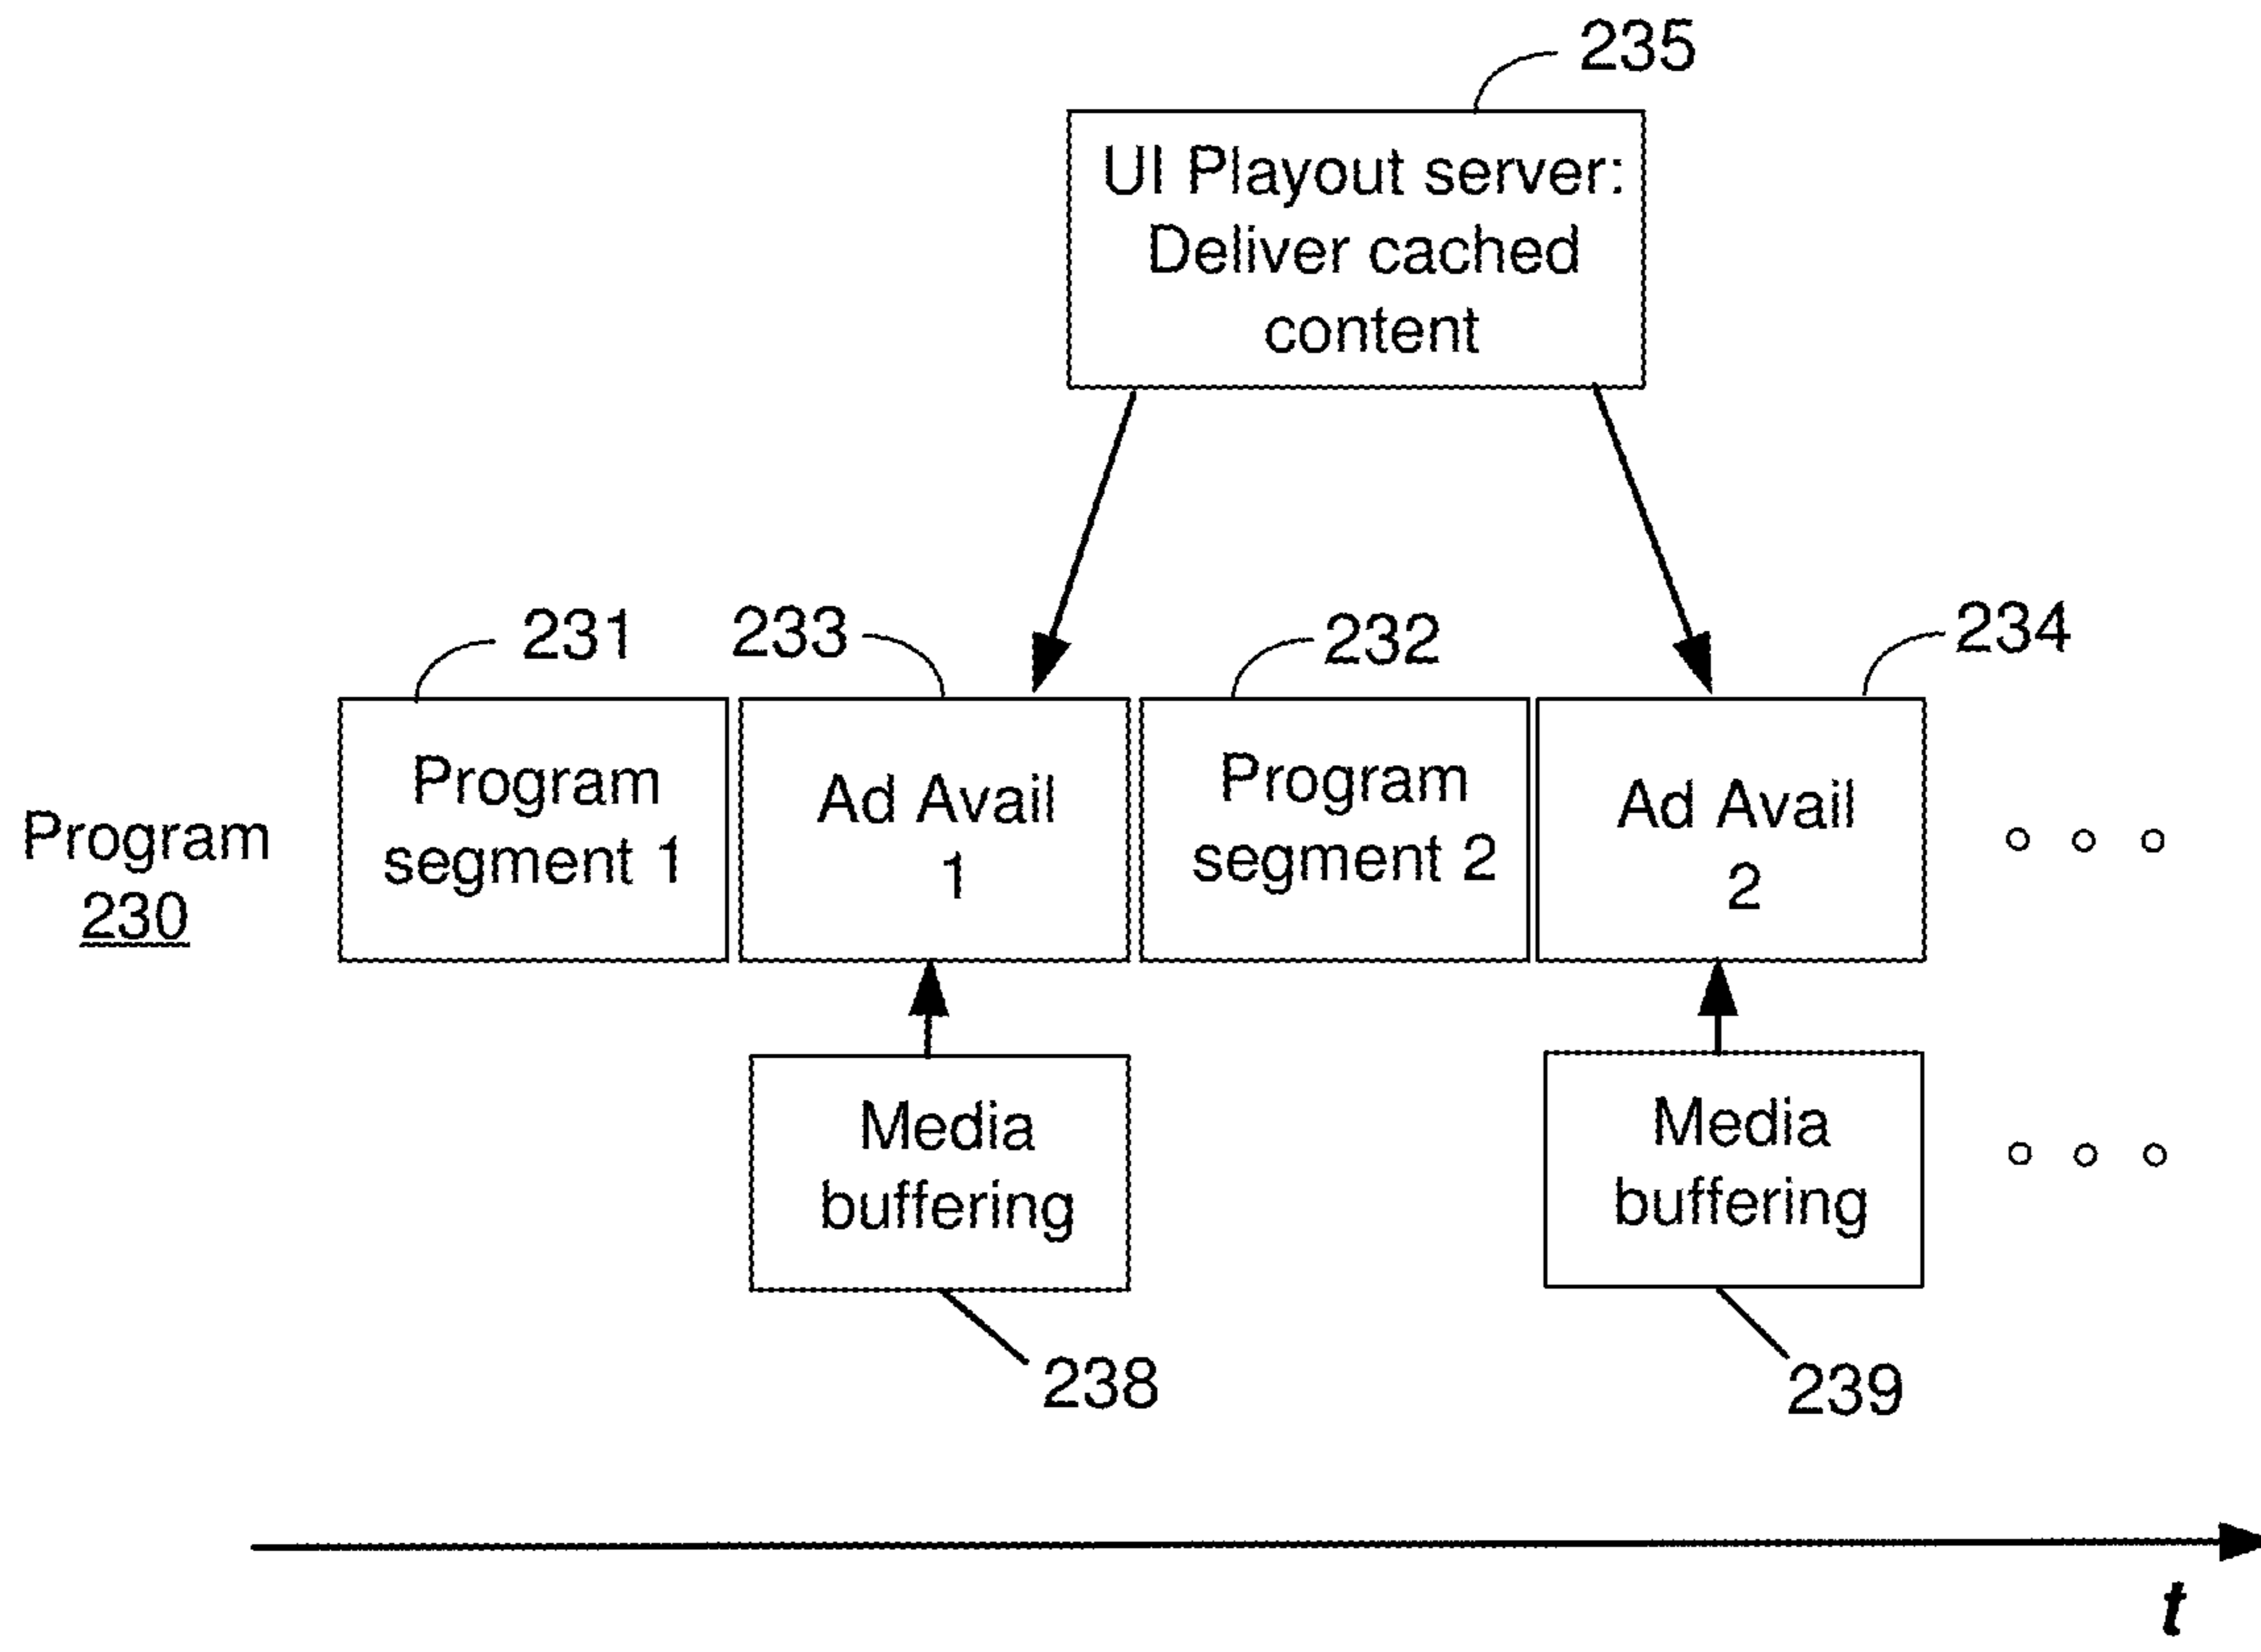 235
UI Playout server:
Deliver cached
content
231
233
232
234
Program
230
Program
segment 1
Ad Avail
1
Program
segment 2
Ad Avail
2
Media
buffering
Media
buffering
238
239
t